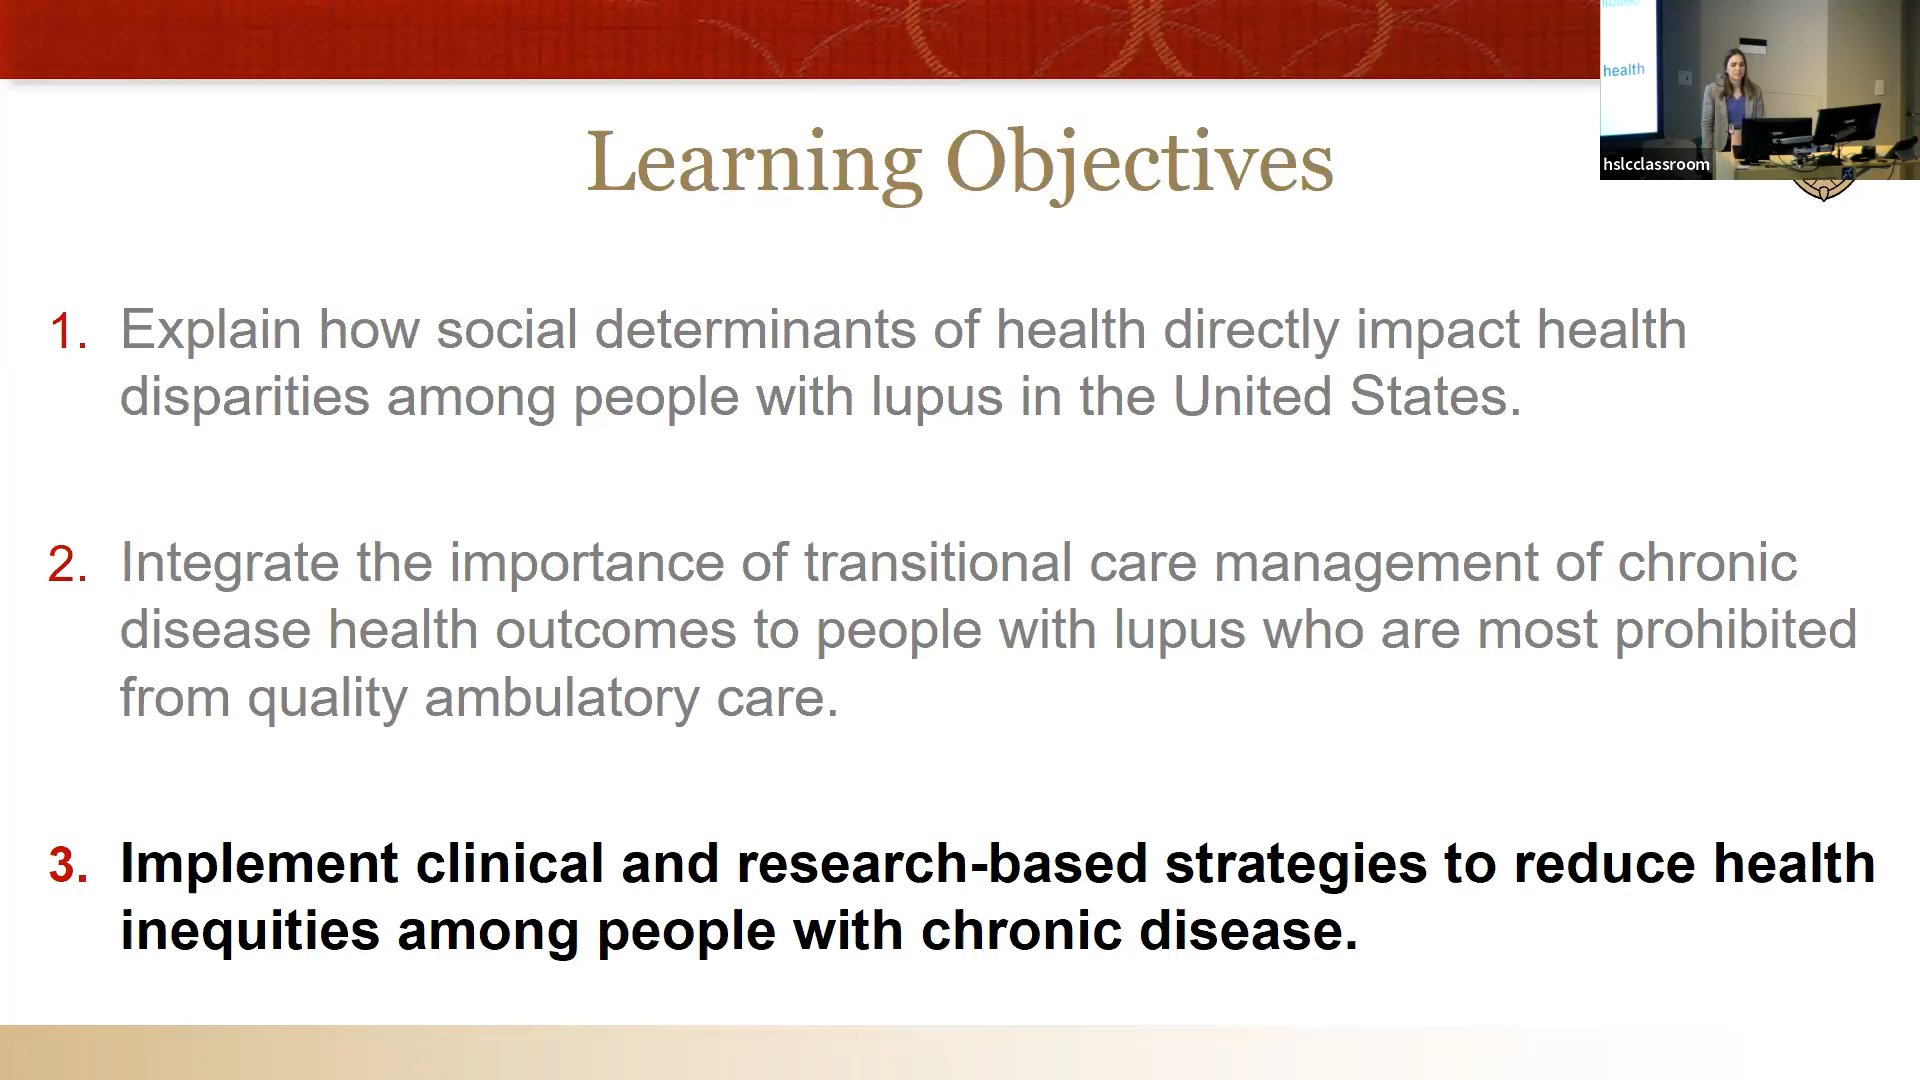 Learning Objectives
health
hslcclassroom
1. Explain how social determinants of health directly impact health
disparities among people with lupus in the United States.
2. Integrate the importance of transitional care management of chronic
disease health outcomes to people with lupus who are most prohibited
from quality ambulatory care.
3. Implement clinical and research-based strategies to reduce health
inequities among people with chronic disease.